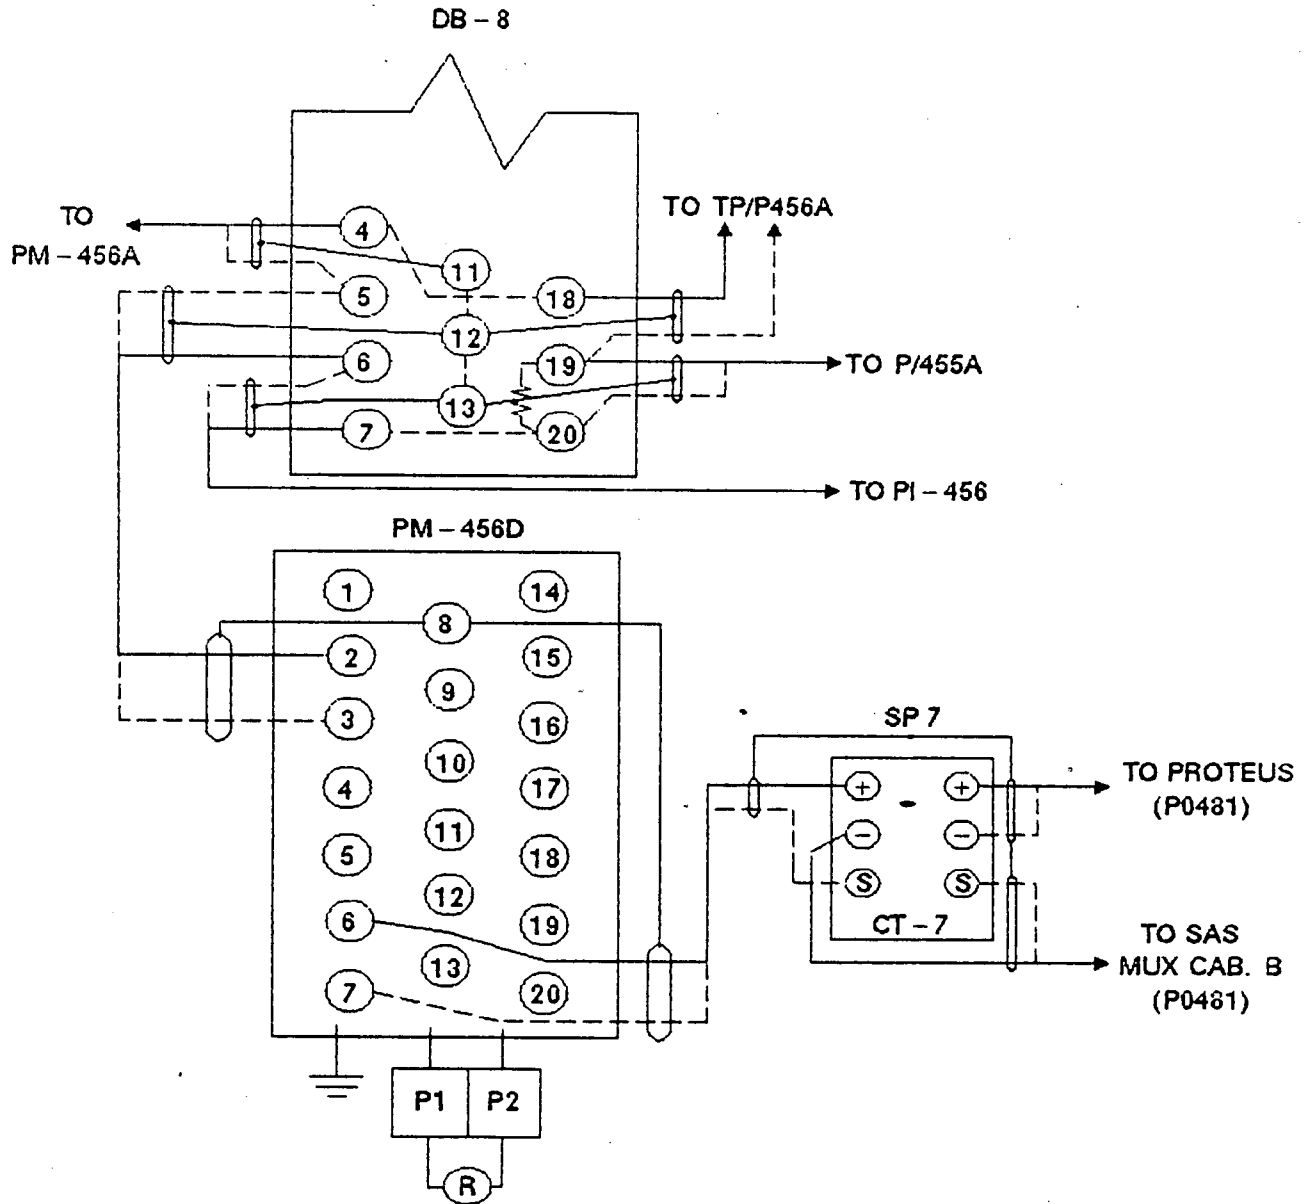 DB – 8
TO
PM – 456A
TO TP/P456A
4
11
5
18
12
6
19
TO P/455A
13
7
20
TO PI – 456
PM – 456D
1
14
8
2
15
9
3
16
10
4
17
11
5
18
12
6
19
13
7
20
SP 7
+
+
TO PROTEUS
(P0481)
–
–
S
S
CT – 7
TO SAS
MUX CAB. B
(P0481)
P1
P2
R